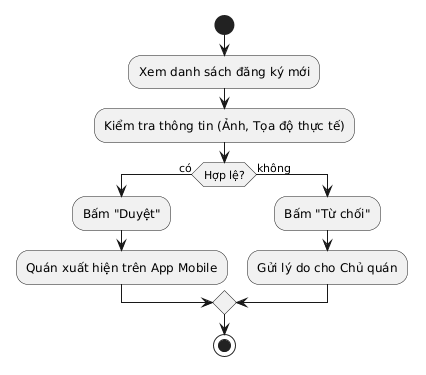 Xem danh sách đăng ký mới
Kiểm tra thông tin (Ảnh, Tọa độ thực tế)
có
Hợp lệ?
không
Bấm "Duyệt"
Bấm "Từ chối"
Quán xuất hiện trên App Mobile
Gửi lý do cho Chủ quán